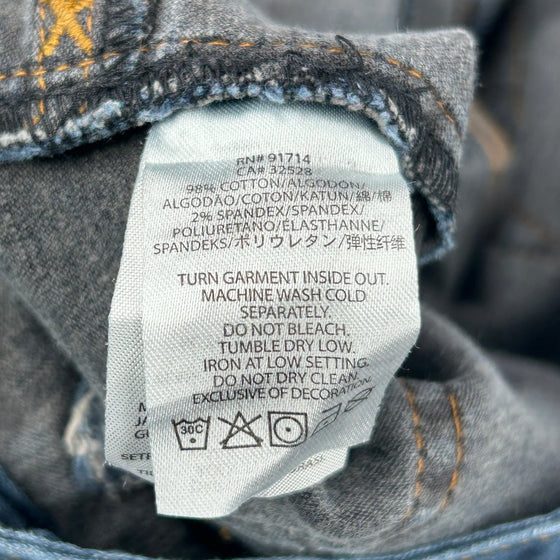 RN# 91714
CA# 32528
98% COTTON/ALGODON/
ALGODÃO/COTON/KATUN/綿/棉
2% SPANDEX/SPANDEX/
POLIURETANO/ÉLASTHANNE/
SPANDEKS/ポリウレタン/弹性纤维
TURN GARMENT INSIDE OUT.
MACHINE WASH COLD
SEPARATELY.
DO NOT BLEACH.
TUMBLE DRY LOW.
IRON AT LOW SETTING.
DO NOT DRY CLEAN.
EXCLUSIVE OF DECORATION.
30C